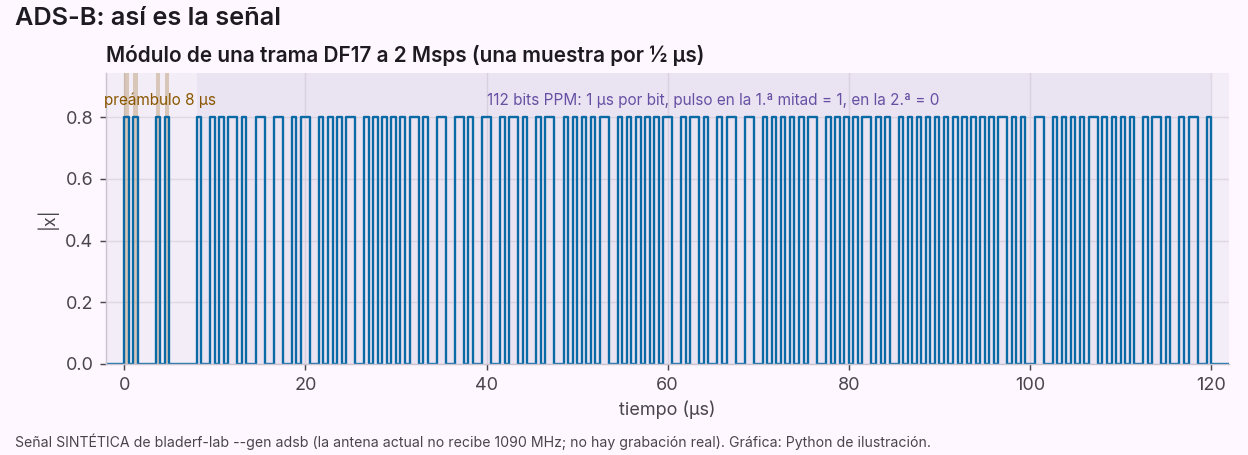 ADS-B: así es la señal
Módulo de una trama DF17 a 2 Msps (una muestra por ½ µs)
preámbulo 8 µs
112 bits PPM: 1 µs por bit, pulso en la 1.ª mitad = 1, en la 2.ª = 0
|x|
0.8
0.6
0.4
0.2
0.0
0 20 40 60 80 100 120
tiempo (µs)
Señal SINTÉTICA de bladerf-lab --gen adsb (la antena actual no recibe 1090 MHz; no hay grabación real). Gráfica: Python de ilustración.